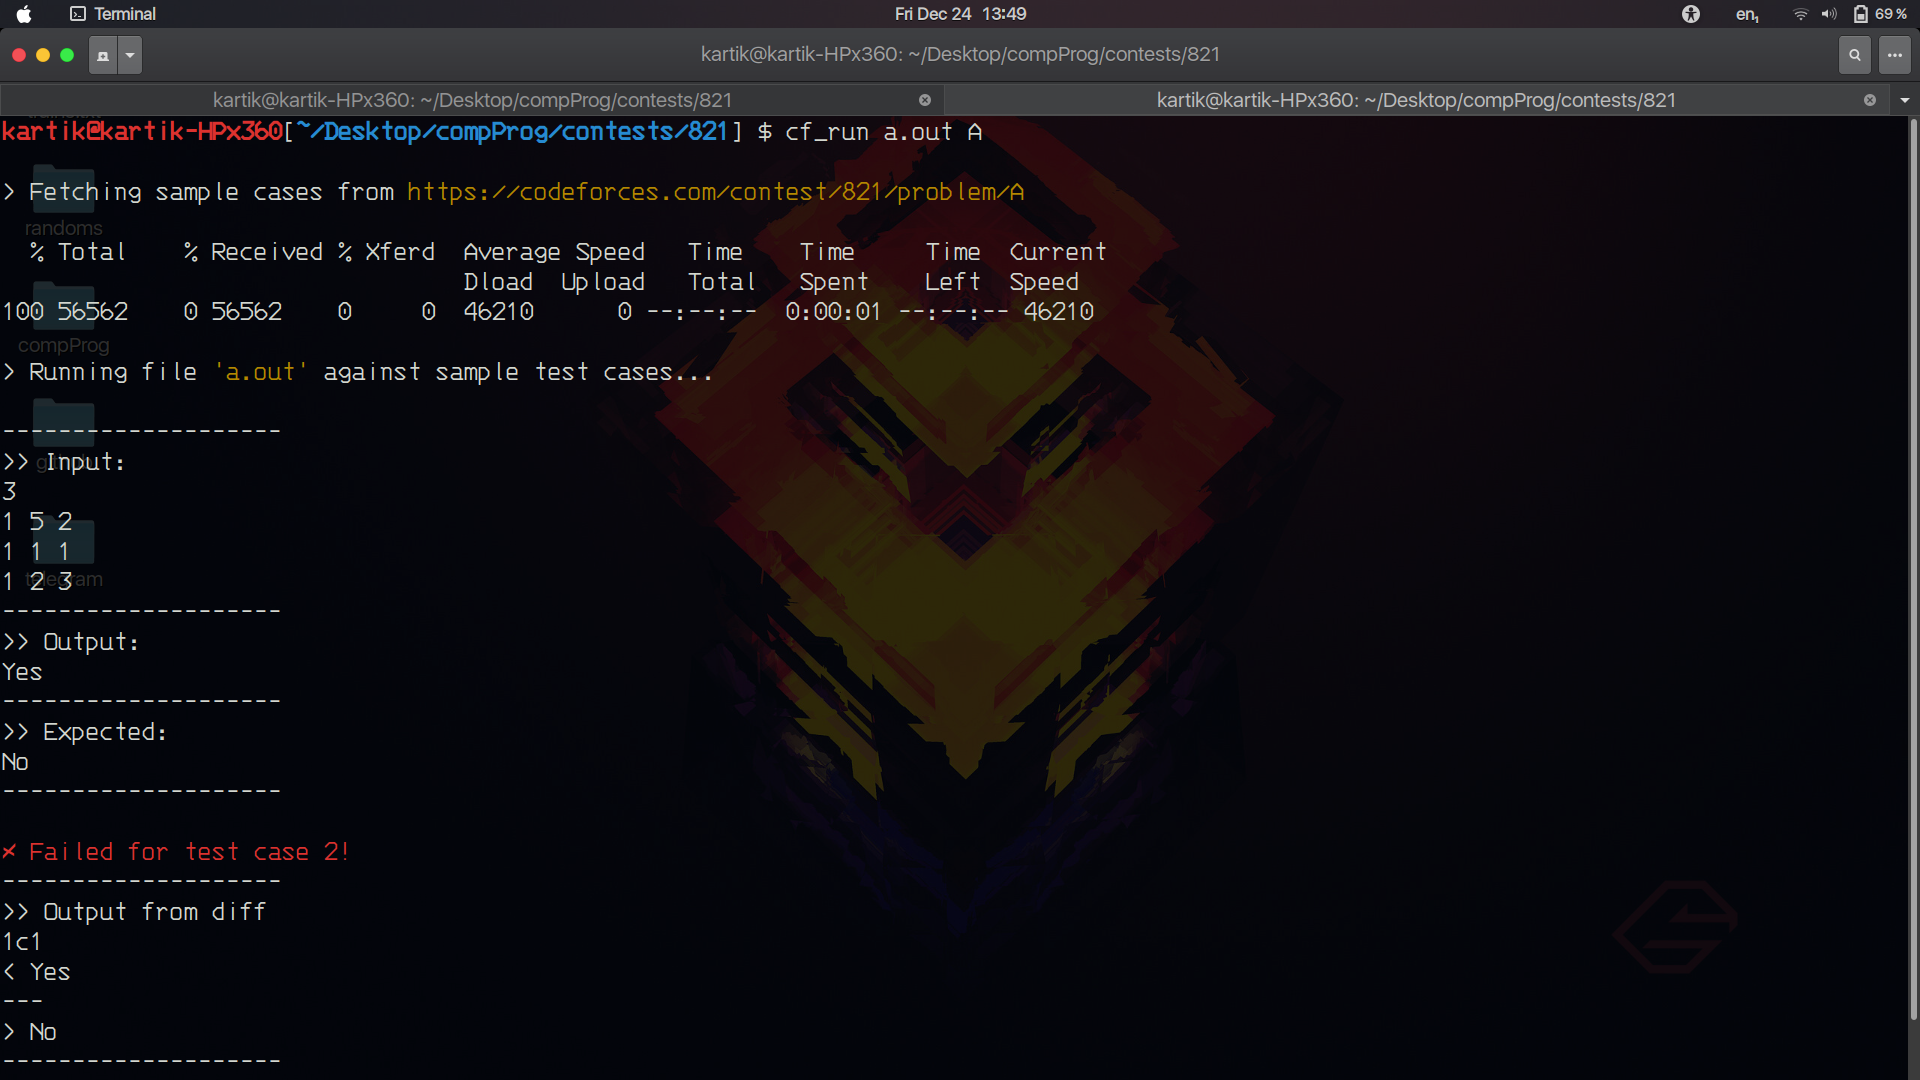 Terminal
Fri Dec 24 13:49
en₁
69 %
kartik@kartik-HPx360: ~/Desktop/compProg/contests/821
kartik@kartik-HPx360: ~/Desktop/compProg/contests/821
kartik@kartik-HPx360: ~/Desktop/compProg/contests/821
kartik@kartik-HPx360[~/Desktop/compProg/contests/821] $ cf_run a.out A
> Fetching sample cases from https://codeforces.com/contest/821/problem/A
randoms
% Total % Received % Xferd Average Speed Time Time Time Current
Dload Upload Total Spent Left Speed
100 56562 0 56562 0 0 46210 0 --:--:-- 0:00:01 --:--:-- 46210
compProg
> Running file 'a.out' against sample test cases...
--------------------
>> Input:
github
3
1 5 2
1 1 1
1 2 3
telegram
--------------------
>> Output:
Yes
--------------------
>> Expected:
No
--------------------
✗ Failed for test case 2!
--------------------
>> Output from diff
1c1
< Yes
---
> No
--------------------